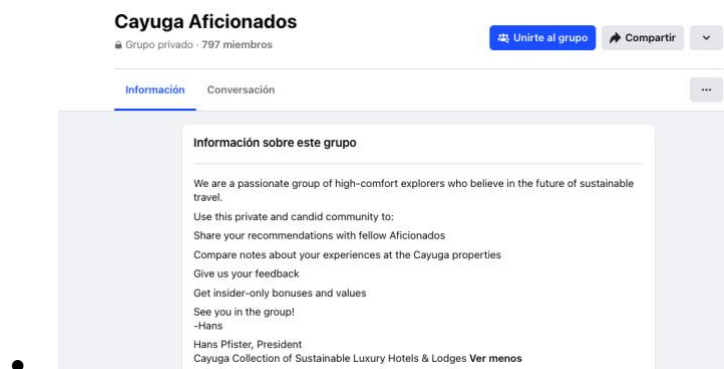 Cayuga Aficionados
Grupo privado · 797 miembros
Unirte al grupo
Compartir
Información
Conversación
...
Información sobre este grupo
We are a passionate group of high-comfort explorers who believe in the future of sustainable
travel.
Use this private and candid community to:
Share your recommendations with fellow Aficionados
Compare notes about your experiences at the Cayuga properties
Give us your feedback
Get insider-only bonuses and values
See you in the group!
-Hans
Hans Pfister, President
Cayuga Collection of Sustainable Luxury Hotels & Lodges Ver menos